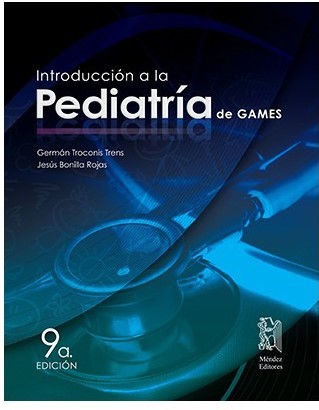 Introducción a la
Pediatría de GAMES
Germán Troconis Trens
Jesús Bonilla Rojas
9a.
EDICIÓN
Méndez
Editores